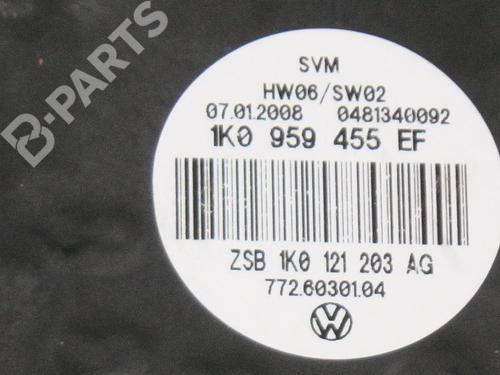 B-PARTS
SVM
HW06/SW02
07.01.2008 0481340092
1K0 959 455 EF
ZSB 1K0 121 203 AG
772.60301.04